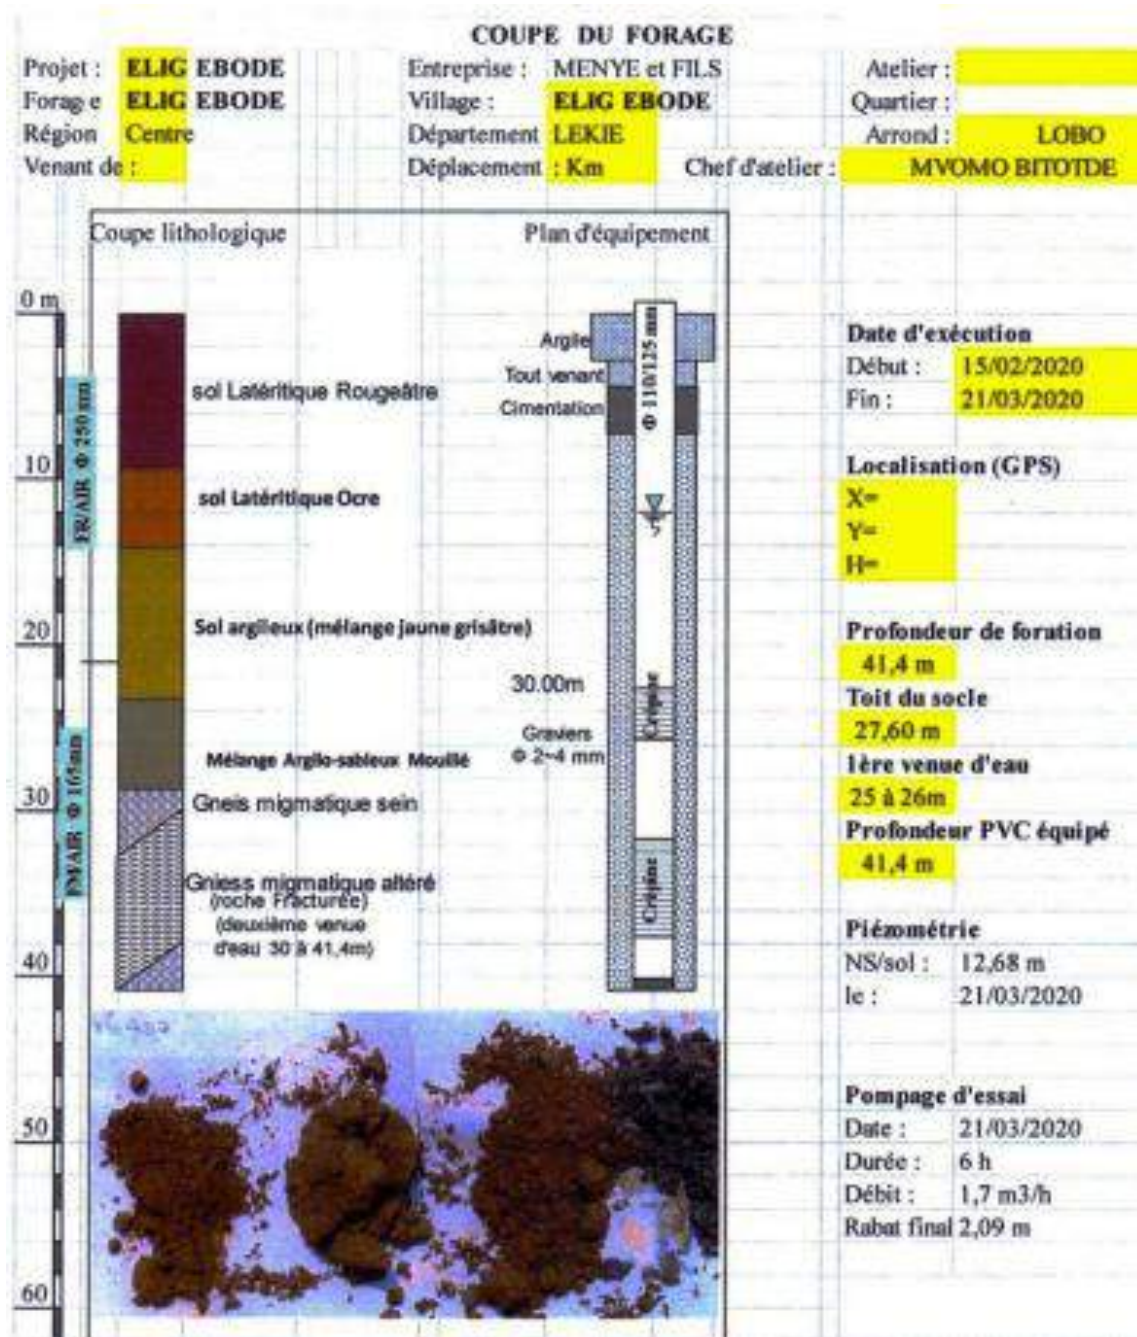 COUPE DU FORAGE
Projet : ELIG EBODE Entreprise : MENYE et FILS Atelier :
Forage ELIG EBODE Village : ELIG EBODE Quartier :
Région Centre Département LEKIE Arrond : LOBO
Venant de : Déplacement : Km Chef d'atelier : MVOMO BITOTDE
Coupe lithologique Plan d'équipement
0 m
Argile
Φ 110/125 mm
Date d'exécution
Tout venant
Début : 15/02/2020
sol Latéritique Rougeâtre
Cimentation
Fin : 21/03/2020
FR/AIR Φ 250 mm
10
Localisation (GPS)
sol Latéritique Ocre
X=
Y=
H=
20
Sol argileux (mélange jaune grisâtre)
Profondeur de foration
41,4 m
30.00m
Crépine
Toit du socle
Graviers
27,60 m
Φ 2~4 mm
Mélange Argilo-sableux Mouillé
1ère venue d'eau
FM/AIR Φ 165mm
30
Gneis migmatique sein
25 à 26m
Profondeur PVC équipé
41,4 m
Gniess migmatique altéré
(roche Fracturée)
Crépine
(deuxième venue
d'eau 30 à 41,4m)
Piézométrie
40
NS/sol : 12,68 m
le : 21/03/2020
Pompage d'essai
50
Date : 21/03/2020
Durée : 6 h
Débit : 1,7 m3/h
Rabat final 2,09 m
60